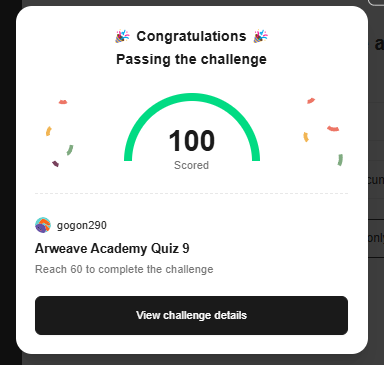 🎉 Congratulations 🎉
Passing the challenge
100
Scored
gogon290
Arweave Academy Quiz 9
Reach 60 to complete the challenge
View challenge details